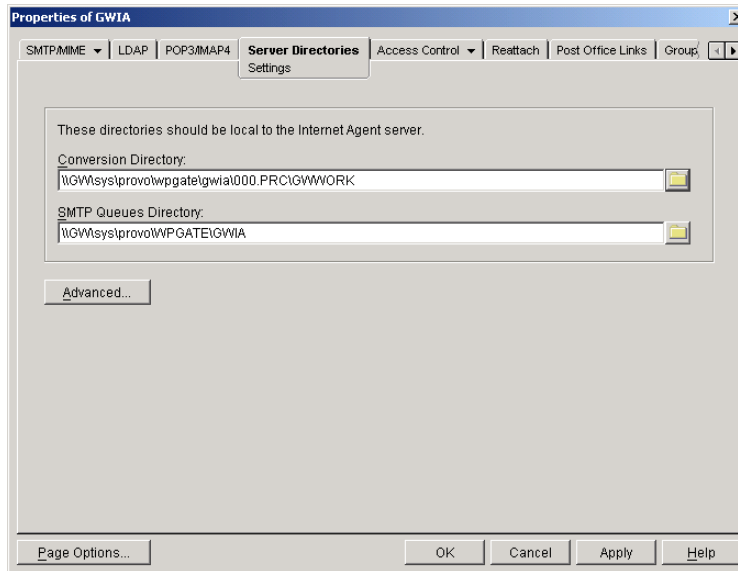 Properties of GWIA
SMTP/MIME LDAP POP3/IMAP4 Server Directories Access Control Reattach Post Office Links Group
Settings
These directories should be local to the Internet Agent server.
Conversion Directory:
\\GW\sys\provo\wpgate\gwia\000.PRC\GWWORK
SMTP Queues Directory:
\\GW\sys\provo\WPGATE\GWIA
Advanced...
Page Options... OK Cancel Apply Help